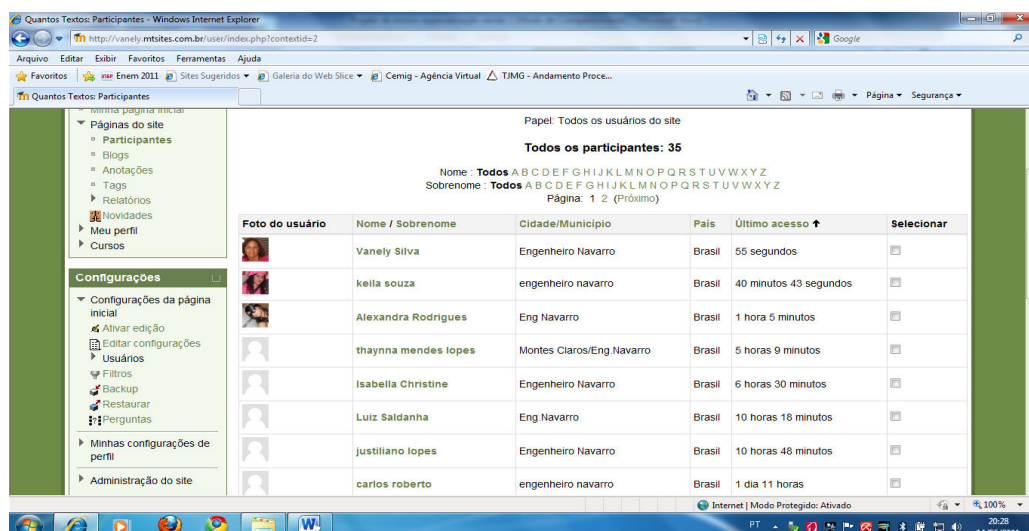 Quantos Textos: Participantes - Windows Internet Explorer
http://vanely.mtsites.com.br/user/index.php?contextid=2
Google
Arquivo Editar Exibir Favoritos Ferramentas Ajuda
Favoritos Enem 2011 Sites Sugeridos Galeria do Web Slice Cemig - Agência Virtual TJMG - Andamento Proce...
Quantos Textos: Participantes
Página Segurança
Minha página inicial
Páginas do site
Participantes
Blogs
Anotações
Tags
Relatórios
Novidades
Meu perfil
Cursos
Configurações
Configurações da página
inicial
Ativar edição
Editar configurações
Usuários
Filtros
Backup
Restaurar
Perguntas
Minhas configurações de
perfil
Administração do site
Papel: Todos os usuários do site
Todos os participantes: 35
Nome : Todos A B C D E F G H I J K L M N O P Q R S T U V W X Y Z
Sobrenome : Todos A B C D E F G H I J K L M N O P Q R S T U V W X Y Z
Página: 1 2 (Próximo)
Foto do usuário Nome / Sobrenome Cidade/Município País Último acesso Selecionar
Vanely Silva Engenheiro Navarro Brasil 55 segundos
keila souza engenheiro navarro Brasil 40 minutos 43 segundos
Alexandra Rodrigues Eng Navarro Brasil 1 hora 5 minutos
thaynna mendes lopes Montes Claros/Eng.Navarro Brasil 5 horas 9 minutos
Isabella Christine Engenheiro Navarro Brasil 6 horas 30 minutos
Luiz Saldanha Eng.Navarro Brasil 10 horas 18 minutos
justiliano lopes Engenheiro Navarro Brasil 10 horas 48 minutos
carlos roberto engenheiro navarro Brasil 1 dia 11 horas
Internet | Modo Protegido: Ativado 100%
PT 20:28